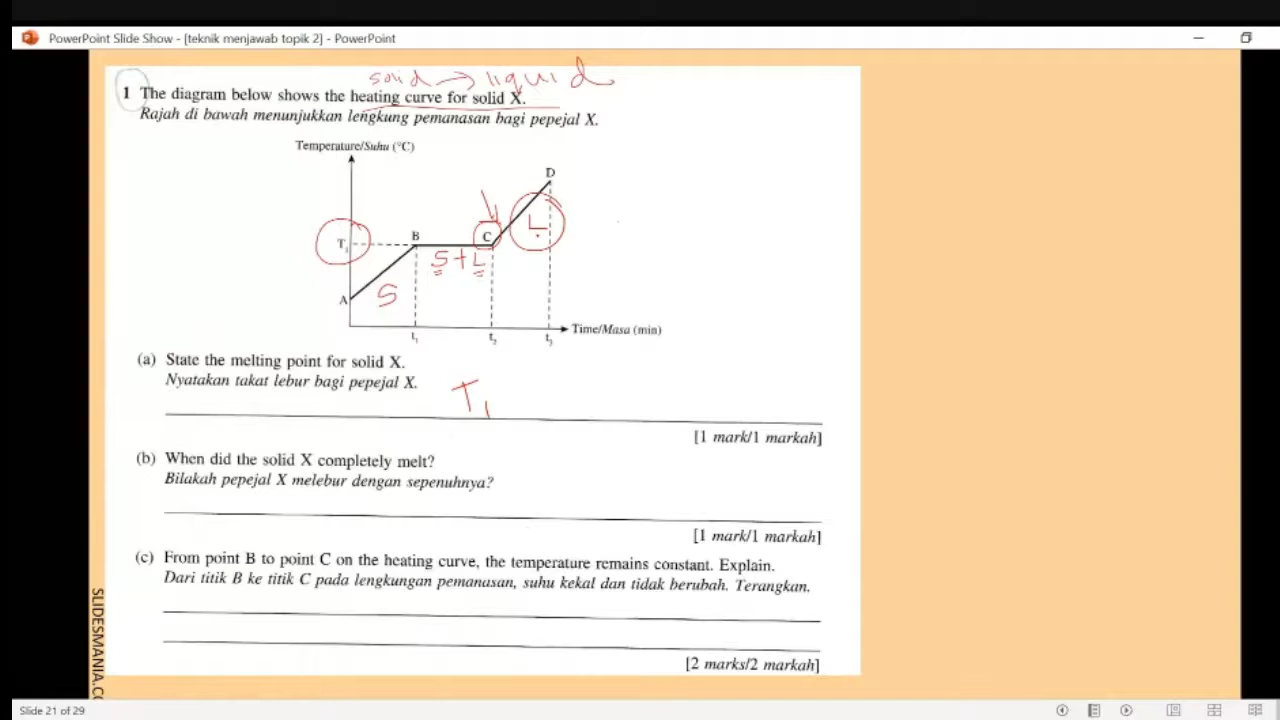 PowerPoint Slide Show - [teknik menjawab topik 2] - PowerPoint
solid → liquid
1 The diagram below shows the heating curve for solid X.
Rajah di bawah menunjukkan lengkung pemanasan bagi pepejal X.
Temperature/Suhu (°C)
D
L
T₁
B
C
S + L
S
A
Time/Masa (min)
t₁ t₂ t₃
(a) State the melting point for solid X.
Nyatakan takat lebur bagi pepejal X.
T₁
[1 mark/1 markah]
(b) When did the solid X completely melt?
Bilakah pepejal X melebur dengan sepenuhnya?
[1 mark/1 markah]
(c) From point B to point C on the heating curve, the temperature remains constant. Explain.
Dari titik B ke titik C pada lengkungan pemanasan, suhu kekal dan tidak berubah. Terangkan.
[2 marks/2 markah]
SLIDESMANIA.C
Slide 21 of 29